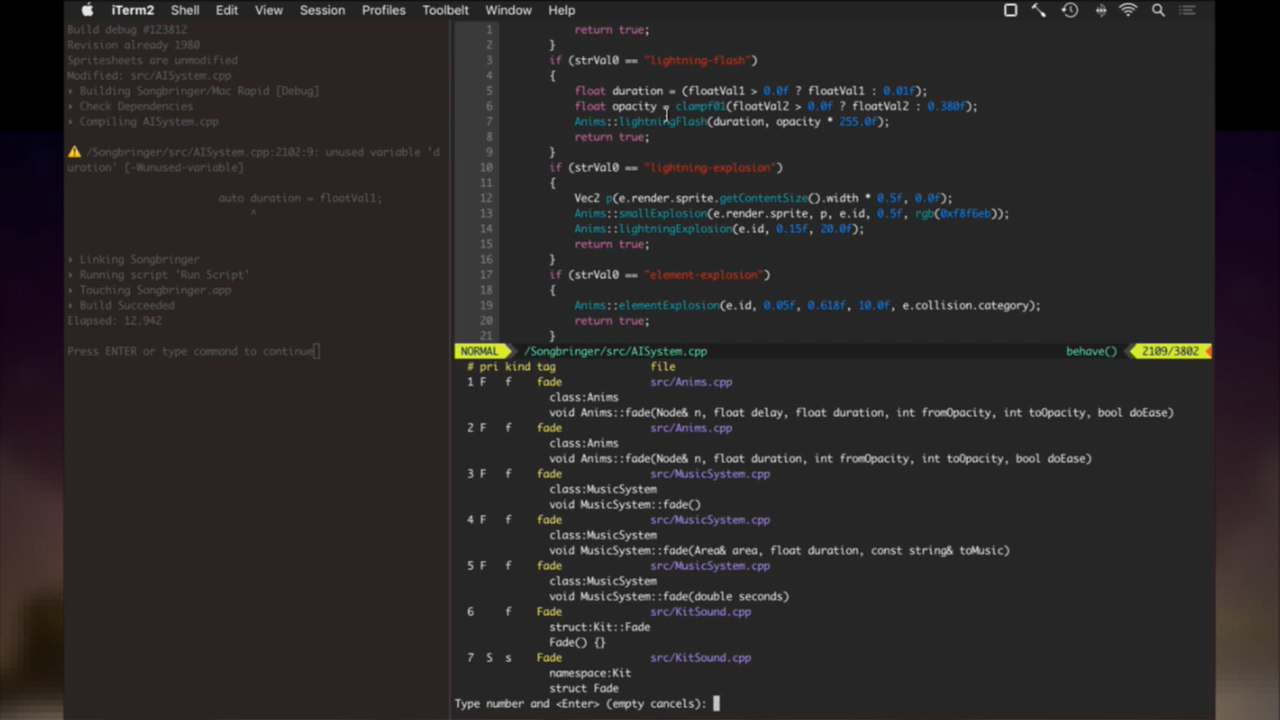 iTerm2 Shell Edit View Session Profiles Toolbelt Window Help
Build debug #123812
Revision already 1980
Spritesheets are unmodified
Modified: src/AISystem.cpp
Building Songbringer/Mac Rapid [Debug]
Check Dependencies
Compiling AISystem.cpp
/Songbringer/src/AISystem.cpp:2102:9: unused variable 'd
uration' [-Wunused-variable]
auto duration = floatVal1;
^
Linking Songbringer
Running script 'Run Script'
Touching Songbringer.app
Build Succeeded
Elapsed: 12.942
Press ENTER or type command to continue
1 return true;
2 }
3 if (strVal0 == "lightning-flash")
4 {
5 float duration = (floatVal1 > 0.0f ? floatVal1 : 0.01f);
6 float opacity = clampf01(floatVal2 > 0.0f ? floatVal2 : 0.380f);
7 Anims::lightningFlash(duration, opacity * 255.0f);
8 return true;
9 }
10 if (strVal0 == "lightning-explosion")
11 {
12 Vec2 p(e.render.sprite.getContentSize().width * 0.5f, 0.0f);
13 Anims::smallExplosion(e.render.sprite, p, e.id, 0.5f, rgb(0xf8f6eb));
14 Anims::lightningExplosion(e.id, 0.15f, 20.0f);
15 return true;
16 }
17 if (strVal0 == "element-explosion")
18 {
19 Anims::elementExplosion(e.id, 0.05f, 0.618f, 10.0f, e.collision.category);
20 return true;
21 }
NORMAL /Songbringer/src/AISystem.cpp behave() 2109/3802
# pri kind tag file
1 F f fade src/Anims.cpp
class:Anims
void Anims::fade(Node& n, float delay, float duration, int fromOpacity, int toOpacity, bool doEase)
2 F f fade src/Anims.cpp
class:Anims
void Anims::fade(Node& n, float duration, int fromOpacity, int toOpacity, bool doEase)
3 F f fade src/MusicSystem.cpp
class:MusicSystem
void MusicSystem::fade()
4 F f fade src/MusicSystem.cpp
class:MusicSystem
void MusicSystem::fade(Area& area, float duration, const string& toMusic)
5 F f fade src/MusicSystem.cpp
class:MusicSystem
void MusicSystem::fade(double seconds)
6 f Fade src/KitSound.cpp
struct:Kit::Fade
Fade() {}
7 S s Fade src/KitSound.cpp
namespace:Kit
struct Fade
Type number and <Enter> (empty cancels):